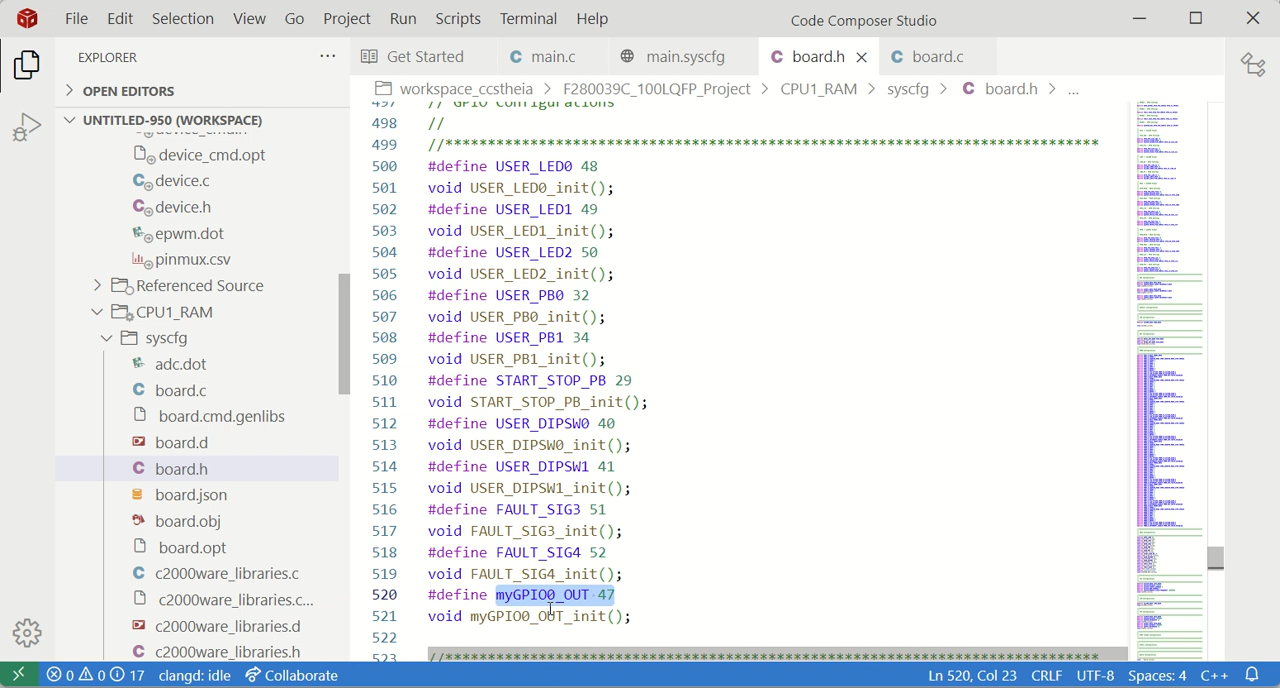 File Edit Selection View Go Project Run Scripts Terminal Help Code Composer Studio
EXPLORER ···
OPEN EDITORS
UNTITLED-950 (WORKSPACE)
device_cmd.opt
device.c
device.h
epwm.dot
pinmux.csv
Referenced Source
CPU1_RAM
syscfg
adc.dot
board.c
board.cmd.genlibs
board.d
board.h
board.json
board.obj
board.opt
c2000ware_libraries.c
c2000ware_libraries.c...
c2000ware_libraries.d
c2000ware_libraries.h
Get Started main.c main.syscfg board.h board.c
workspace_ccstheia > F280039C_100LQFP_Project > CPU1_RAM > syscfg > board.h > ...
497 // GPIO Configurations
498 //
499 //*****************************************************************************
500 #define USER_LED0 48
501 void USER_LED0_init();
502 #define USER_LED1 49
503 void USER_LED1_init();
504 #define USER_LED2 50
505 void USER_LED2_init();
506 #define USER_PB0 32
507 void USER_PB0_init();
508 #define USER_PB1 34
509 void USER_PB1_init();
510 #define START_STOP_PB 29
511 void START_STOP_PB_init();
512 #define USER_DIPSW0 40
513 void USER_DIPSW0_init();
514 #define USER_DIPSW1 41
515 void USER_DIPSW1_init();
516 #define FAULT_SIG3 51
517 void FAULT_SIG3_init();
518 #define FAULT_SIG4 52
519 void FAULT_SIG4_init();
520 #define myGPIO0_OUT 47
521 void myGPIO0_OUT_init();
522
523 //*****************************************************************************
0 0 17 clangd: idle Collaborate Ln 520, Col 23 CRLF UTF-8 Spaces: 4 C++